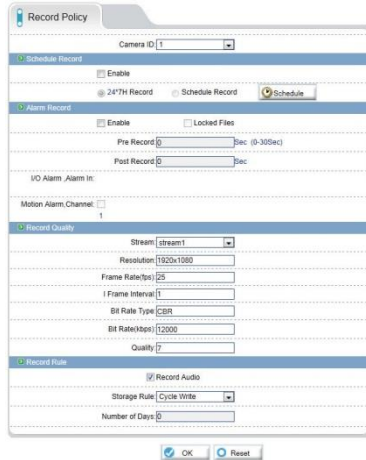 Record Policy
Camera ID: 1
Schedule Record
Enable
24*7H Record Schedule Record Schedule
Alarm Record
Enable Locked Files
Pre Record: 0 Sec (0-30Sec)
Post Record: 0 Sec
I/O Alarm ,Alarm In:
Motion Alarm,Channel:
1
Record Quality
Stream: stream1
Resolution: 1920x1080
Frame Rate(fps): 25
I Frame Interval: 1
Bit Rate Type: CBR
Bit Rate(kbps): 12000
Quality: 7
Record Rule
Record Audio
Storage Rule: Cycle Write
Number of Days: 0
OK Reset